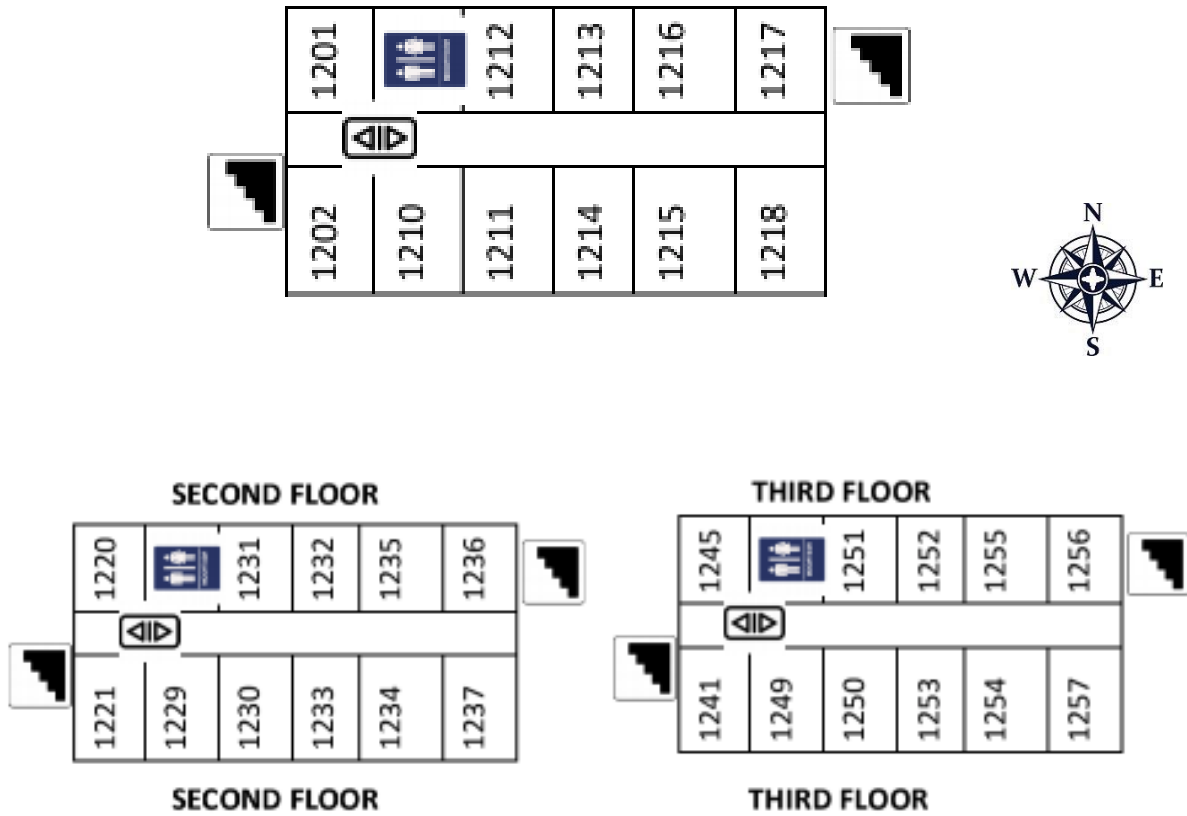 1201 1212 1213 1216 1217
1202 1210 1211 1214 1215 1218
N
W E
S
SECOND FLOOR
1220 1231 1232 1235 1236
1221 1229 1230 1233 1234 1237
SECOND FLOOR
THIRD FLOOR
1245 1251 1252 1255 1256
1241 1249 1250 1253 1254 1257
THIRD FLOOR